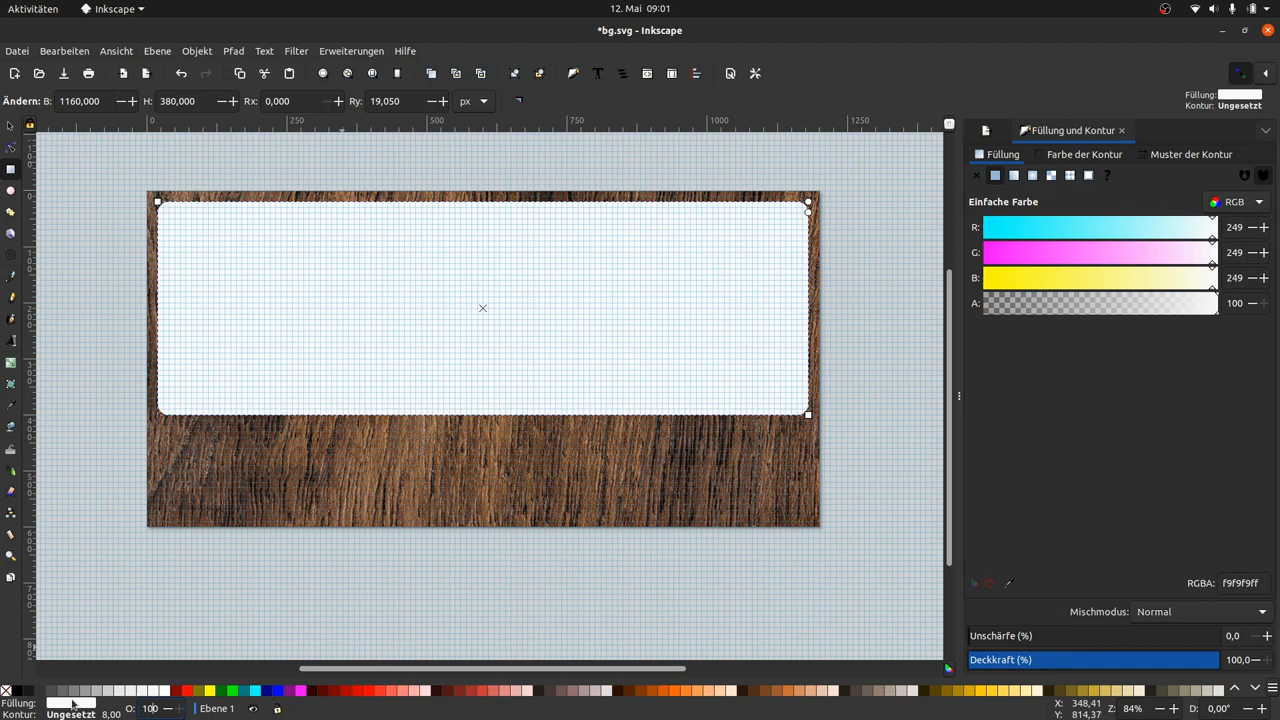 Aktivitäten
Inkscape
12. Mai 09:01
*bg.svg - Inkscape
Datei Bearbeiten Ansicht Ebene Objekt Pfad Text Filter Erweiterungen Hilfe
Ändern: B: 1160,000 − + H: 380,000 − + Rx: 0,000 − + Ry: 19,050 − + px
Füllung:
Kontur: Ungesetzt
0 250 500 750 1000 1250
Füllung und Kontur
Füllung Farbe der Kontur Muster der Kontur
?
Einfache Farbe RGB
R: 249 − +
G: 249 − +
B: 249 − +
A: 100 − +
RGBA: f9f9f9ff
Mischmodus: Normal
Unschärfe (%) 0,0 − +
Deckkraft (%) 100,0 − +
Füllung:
Kontur: Ungesetzt 8,00
O: 100 − +
Ebene 1
X: 348,41
Y: 814,37
Z: 84% − +
D: 0,00° − +